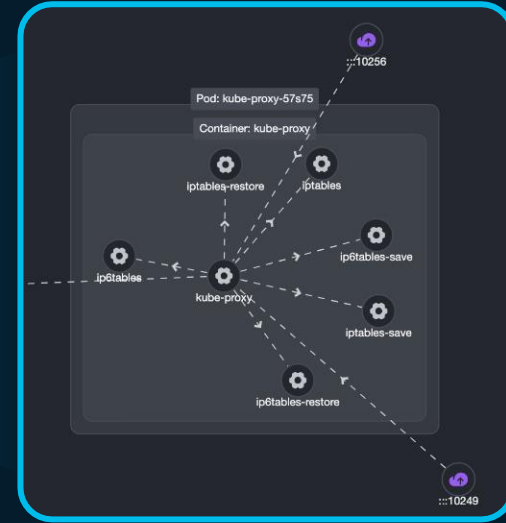 :::10256
Pod: kube-proxy-57s75
Container: kube-proxy
iptables-restore
iptables
ip6tables-save
ip6tables
kube-proxy
iptables-save
ip6tables-restore
:::10249